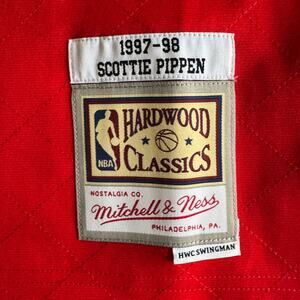 1997-98
SCOTTIE PIPPEN
HARDWOOD
NBA
CLASSICS
NOSTALGIA CO.
Mitchell & Ness
PHILADELPHIA, PA.
HWC SWINGMAN